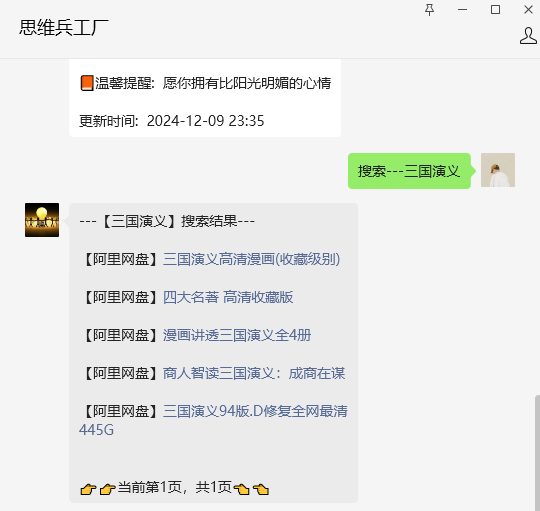 思维兵工厂
📙温馨提醒: 愿你拥有比阳光明媚的心情
更新时间: 2024-12-09 23:35
搜索---三国演义
---【三国演义】搜索结果---
【阿里网盘】三国演义高清漫画(收藏级别)
【阿里网盘】四大名著 高清收藏版
【阿里网盘】漫画讲透三国演义全4册
【阿里网盘】商人智读三国演义：成商在谋
【阿里网盘】三国演义94版.D修复全网最清
445G
👉👉当前第1页，共1页👈👈